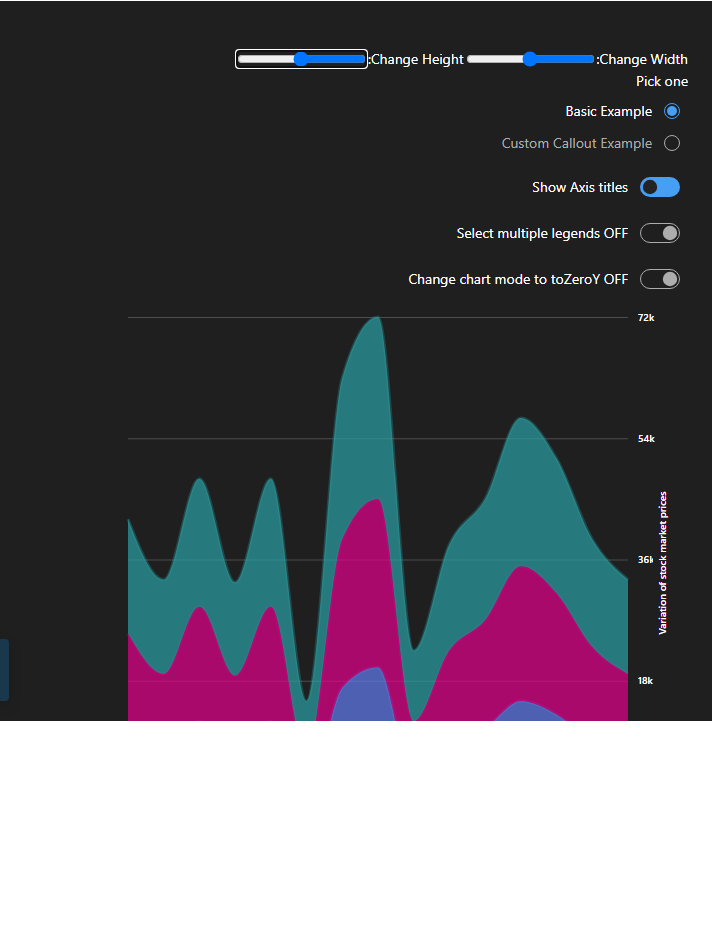 :Change Height :Change Width
Pick one
Basic Example
Custom Callout Example
Show Axis titles
Select multiple legends OFF
Change chart mode to toZeroY OFF
72k
54k
36k
18k
Variation of stock market prices